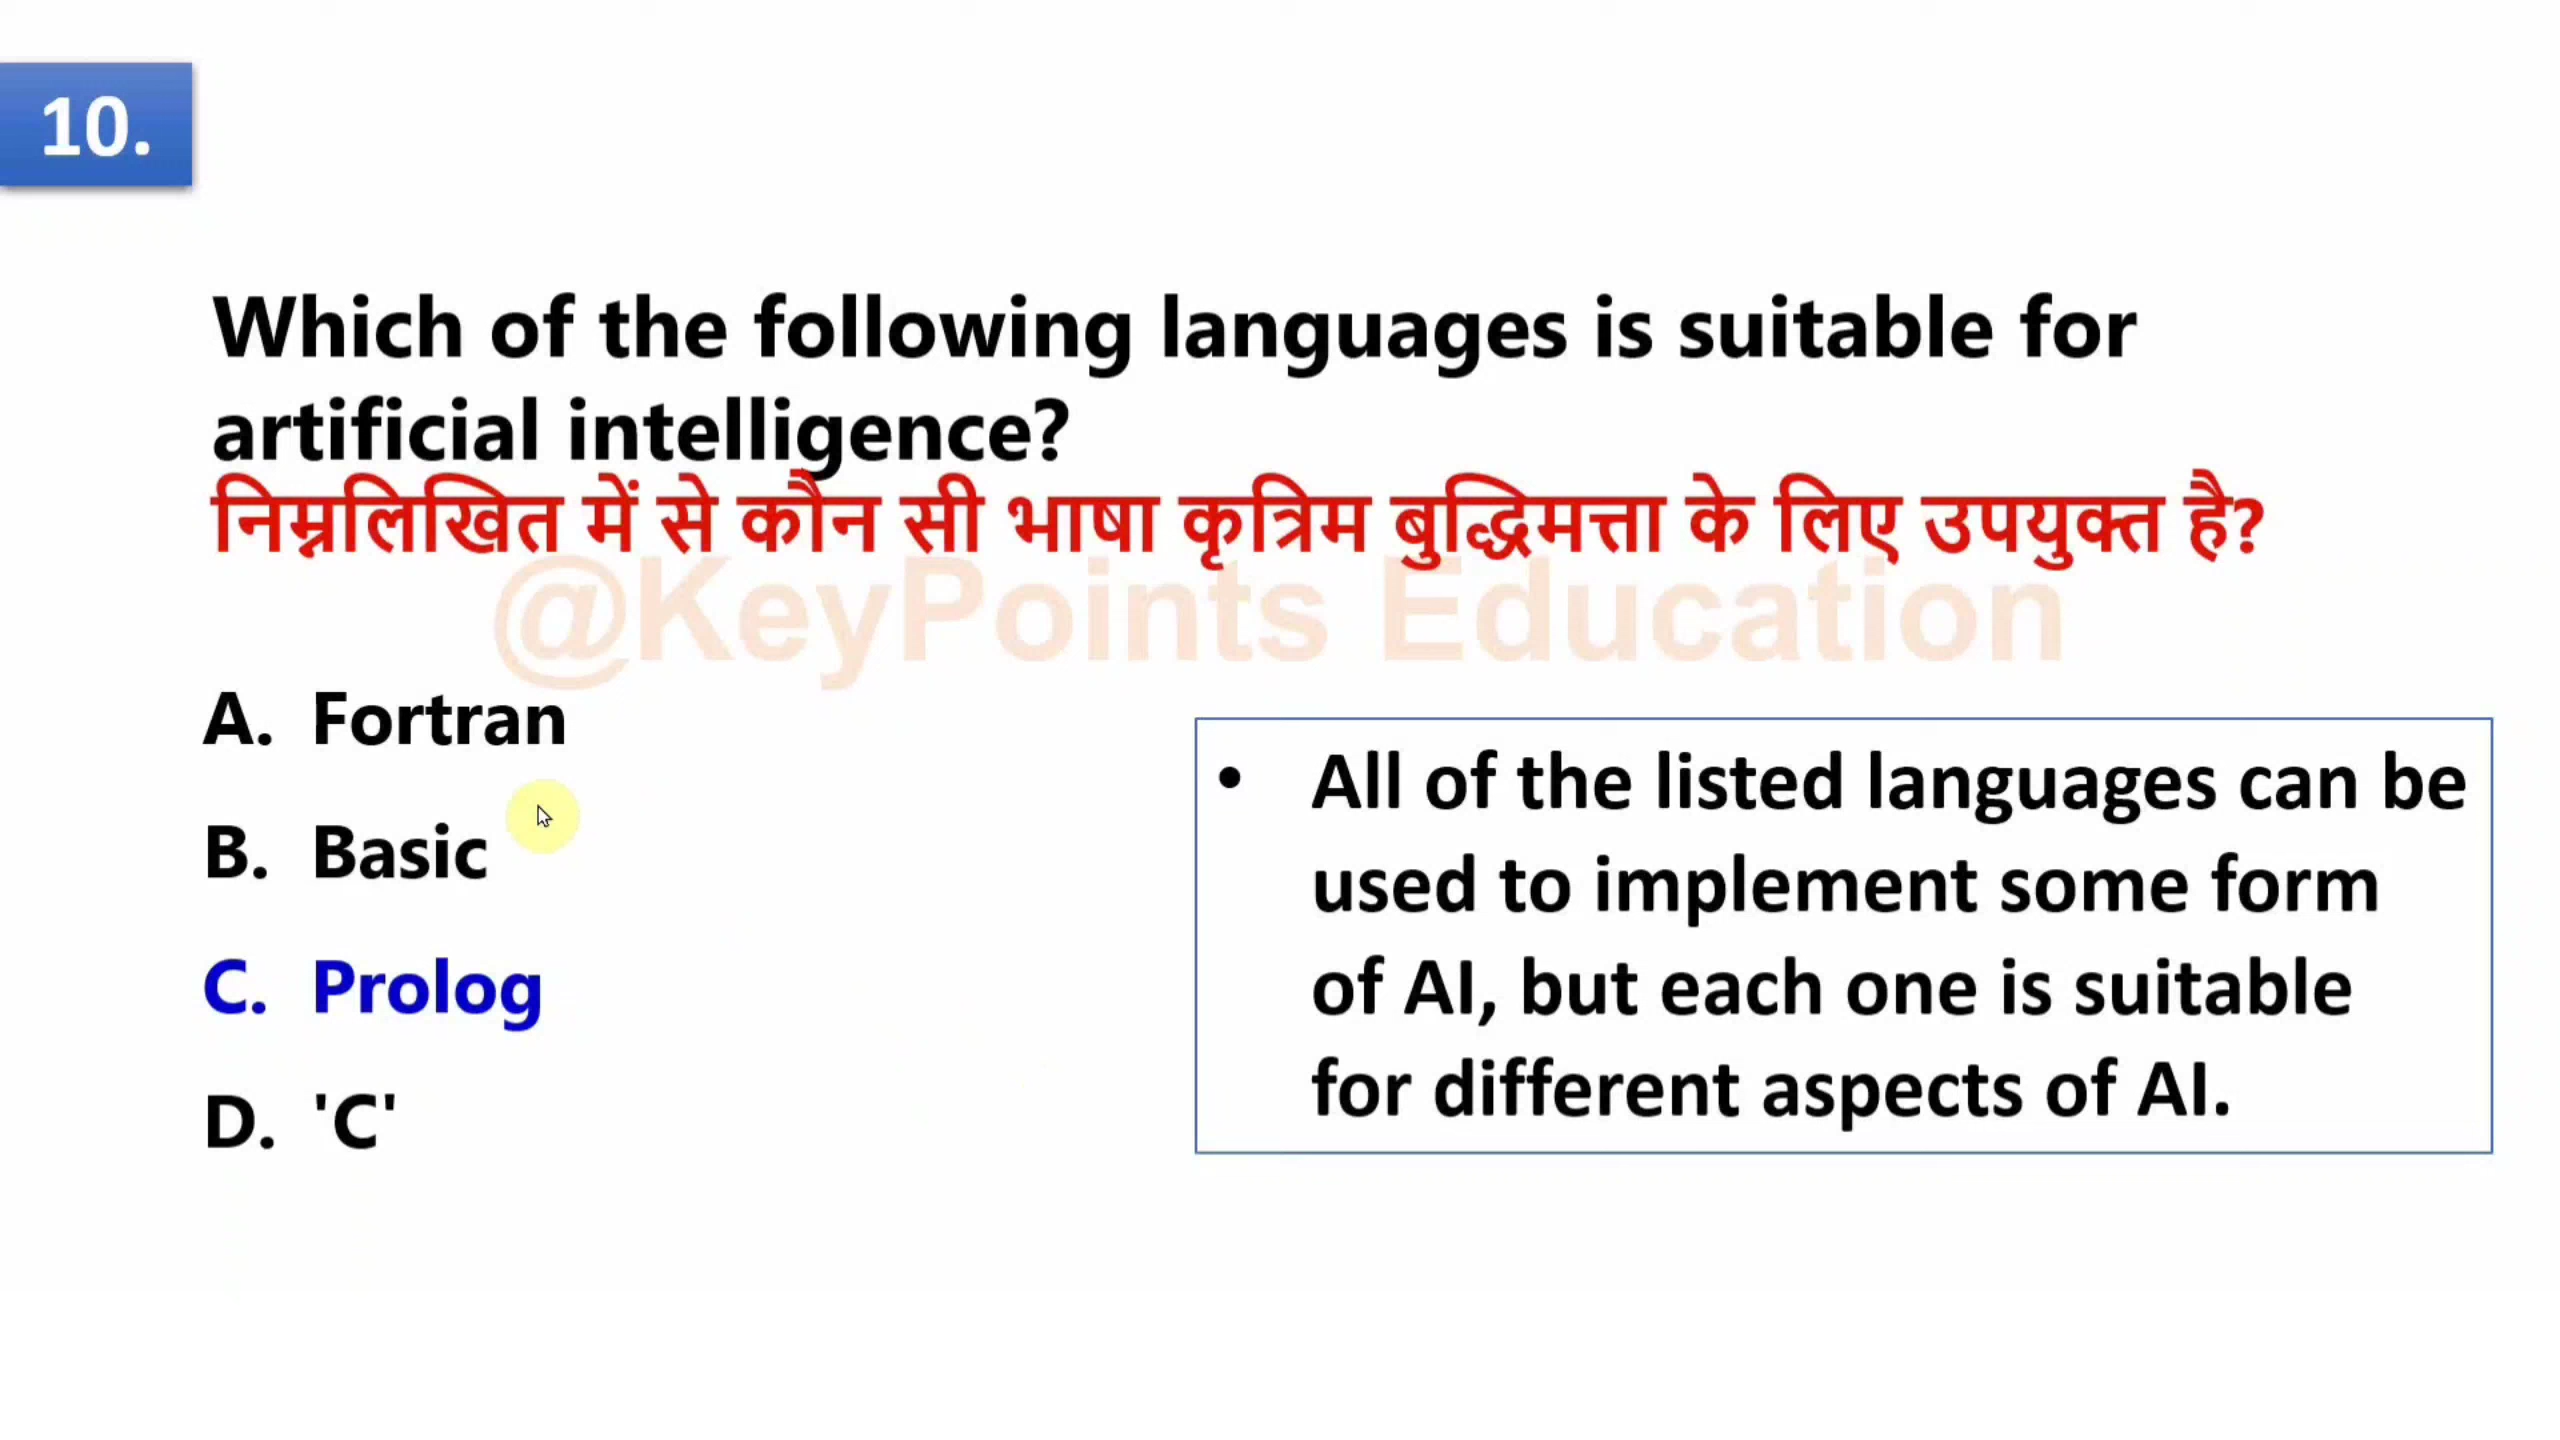 10.
Which of the following languages is suitable for
artificial intelligence?
निम्नलिखित में से कौन सी भाषा कृत्रिम बुद्धिमत्ता के लिए उपयुक्त है?
@KeyPoints Education
A. Fortran
B. Basic
C. Prolog
D. 'C'
• All of the listed languages can be
used to implement some form
of AI, but each one is suitable
for different aspects of AI.